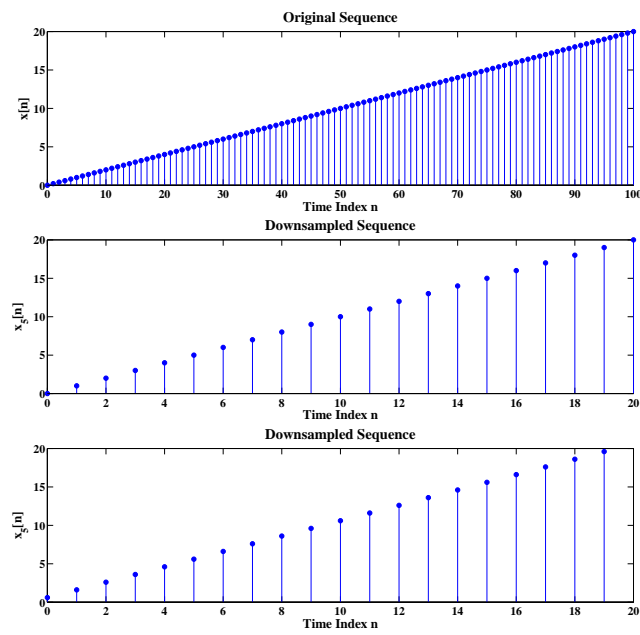 Original Sequence
20
15
10
5
0
x[n]
0 10 20 30 40 50 60 70 80 90 100
Time Index n
Downsampled Sequence
20
15
10
5
0
x5[n]
0 2 4 6 8 10 12 14 16 18 20
Time Index n
Downsampled Sequence
20
15
10
5
0
x5[n]
0 2 4 6 8 10 12 14 16 18 20
Time Index n